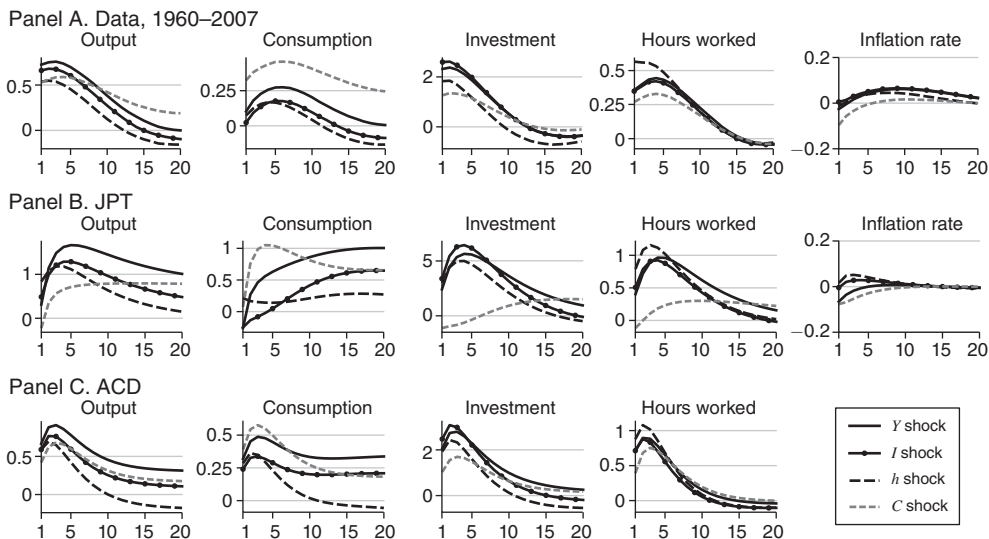 Panel A. Data, 1960–2007
Output Consumption Investment Hours worked Inflation rate
0.5 0.25 2 0.5 0.2
0.25 0
0 0 0 0 −0.2
1 5 10 15 20 1 5 10 15 20 1 5 10 15 20 1 5 10 15 20 1 5 10 15 20
Panel B. JPT
Output Consumption Investment Hours worked Inflation rate
1 1 5 1 0.2
0.5 0.5 0
0 0 0 0 −0.2
1 5 10 15 20 1 5 10 15 20 1 5 10 15 20 1 5 10 15 20 1 5 10 15 20
Panel C. ACD
Output Consumption Investment Hours worked
0.5 0.5 2 1
0.25 0.5
0 0 0 0
1 5 10 15 20 1 5 10 15 20 1 5 10 15 20 1 5 10 15 20
Y shock
I shock
h shock
C shock